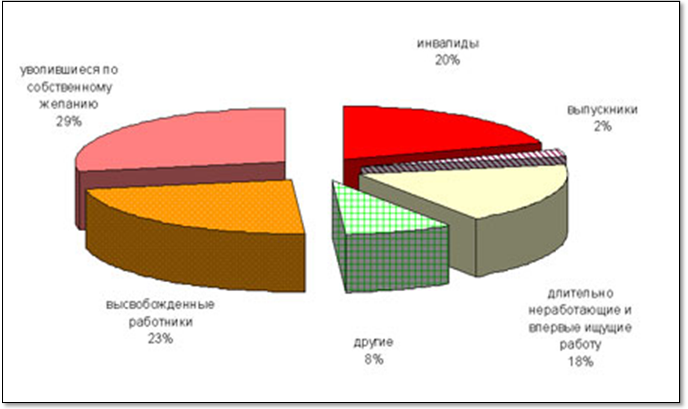 инвалиды
20%
выпускники
2%
длительно
неработающие и
впервые ищущие
работу
18%
другие
8%
высвобожденные
работники
23%
уволившиеся по
собственному
желанию
29%